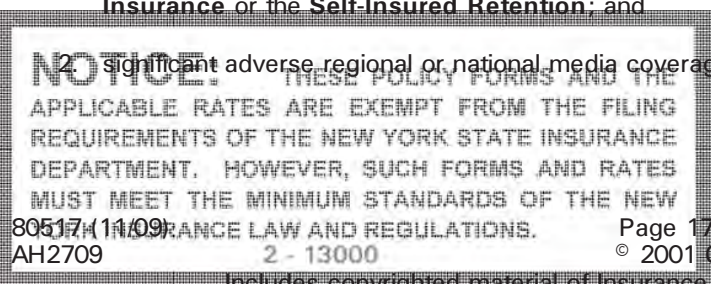 Insurance or the Self-Insured Retention; and
2. significant adverse regional or national media coverag
NOTICE: THESE POLICY FORMS AND THE
APPLICABLE RATES ARE EXEMPT FROM THE FILING
REQUIREMENTS OF THE NEW YORK STATE INSURANCE
DEPARTMENT. HOWEVER, SUCH FORMS AND RATES
MUST MEET THE MINIMUM STANDARDS OF THE NEW
YORK INSURANCE LAW AND REGULATIONS.
80517 (11/09) Page 17
AH2709 2 - 13000 © 2001
Includes copyrighted material of Insurance